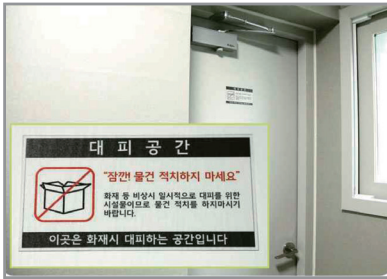 대피공간
"잠깐! 물건 적치하지 마세요"
화재 등 비상시 일시적으로 대피를 위한
시설물이므로 물건 적치를 하지마시기
바랍니다.
이곳은 화재시 대피하는 공간입니다